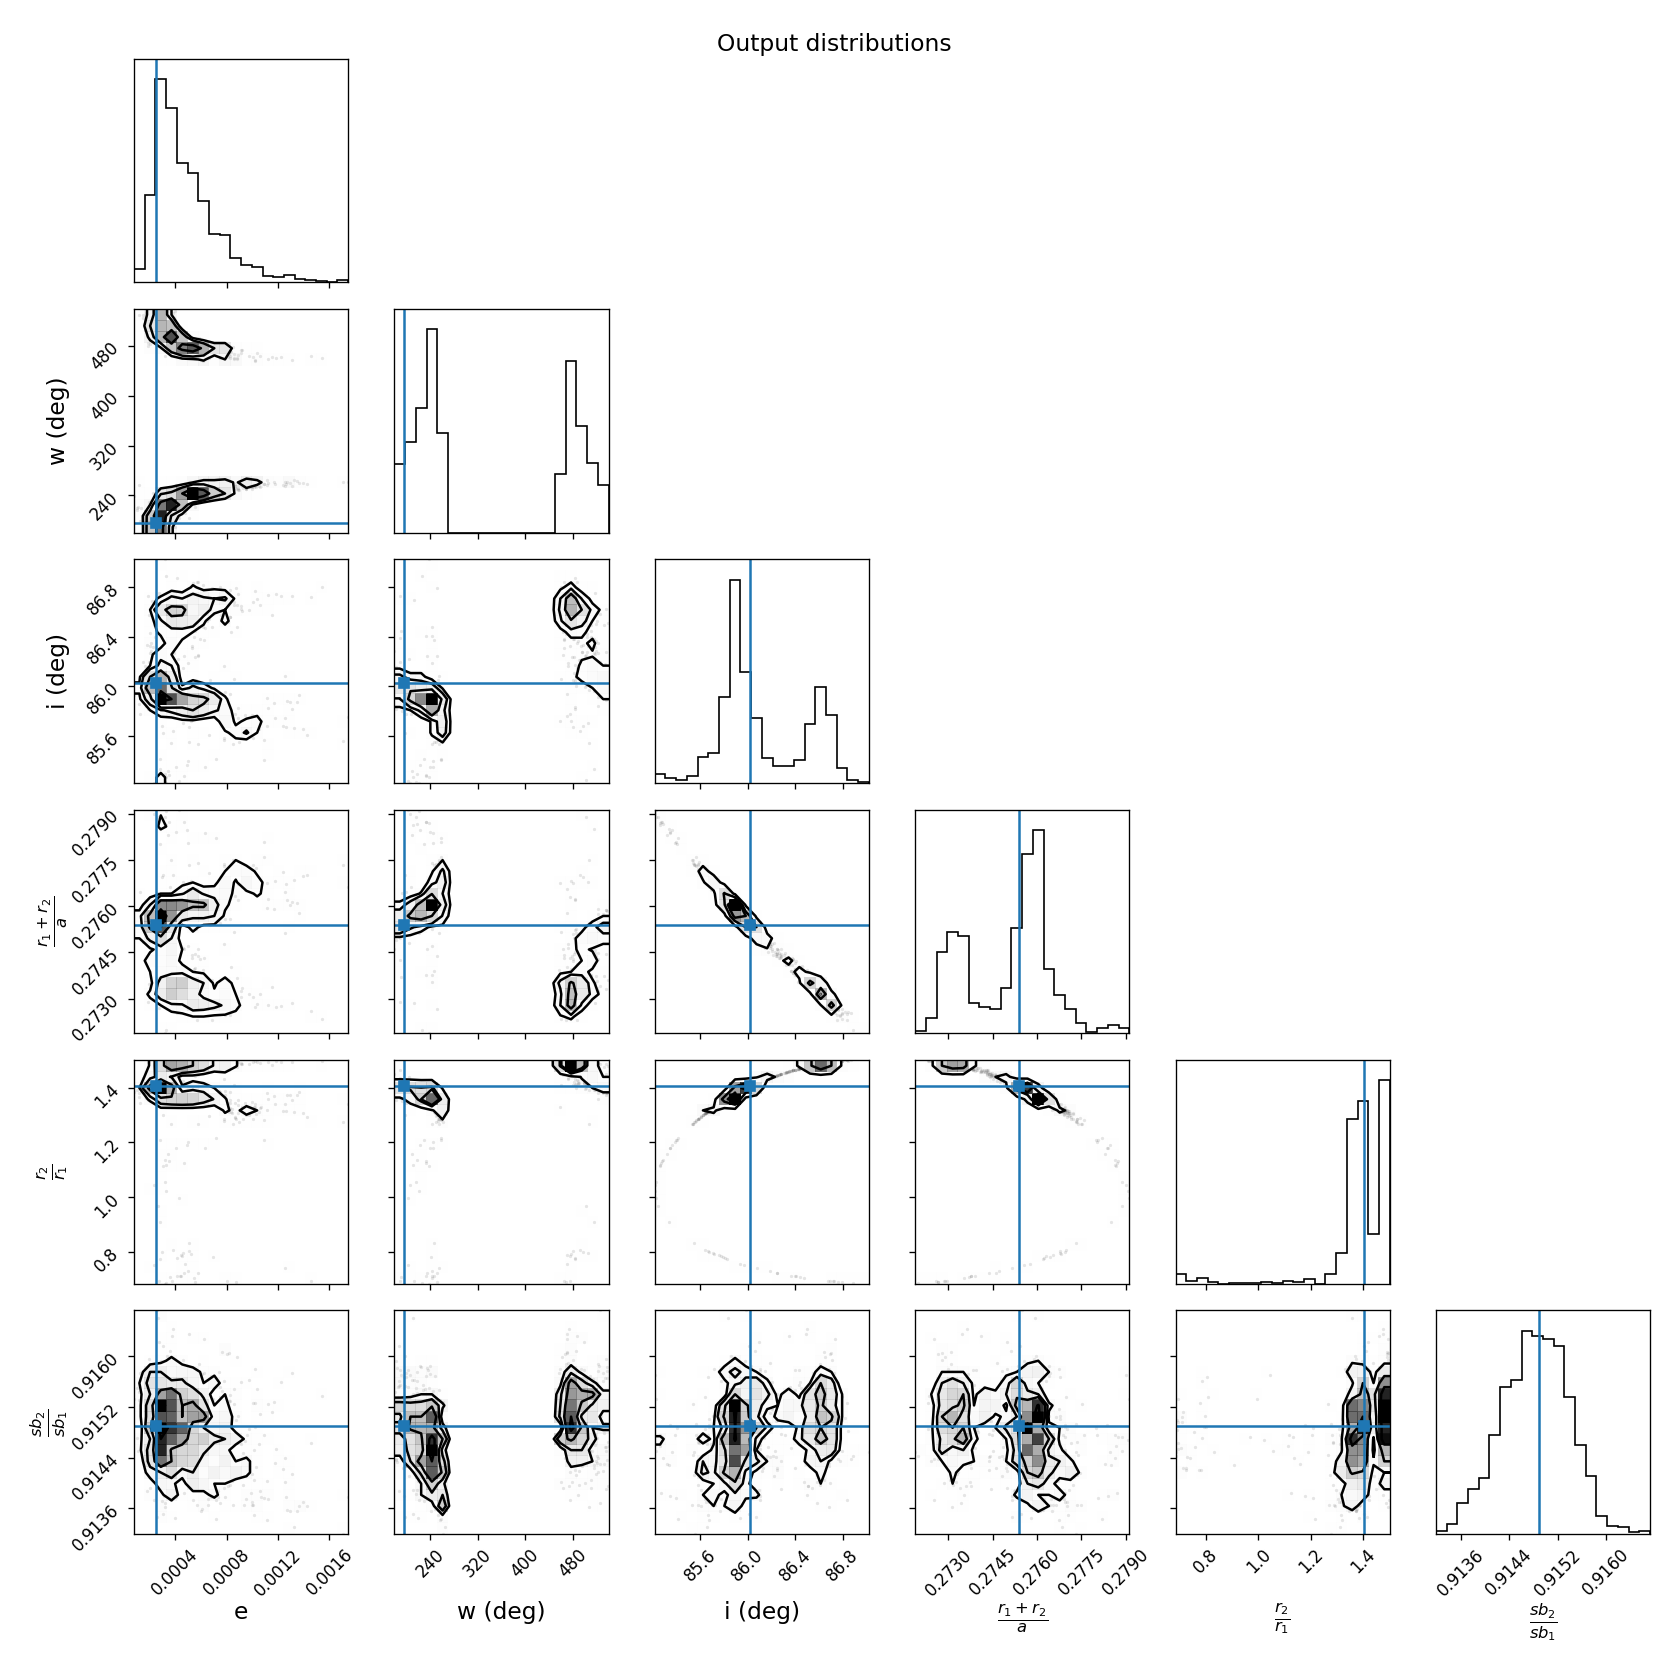 Output distributions
w (deg)
480
400
320
240
i (deg)
86.8
86.4
86.0
85.6
r1 + r2
a
0.2790
0.2775
0.2760
0.2745
0.2730
r2
r1
1.4
1.2
1.0
0.8
sb2
sb1
0.9160
0.9152
0.9144
0.9136
0.0004 0.0008 0.0012 0.0016
240 320 400 480
85.6 86.0 86.4 86.8
0.2730 0.2745 0.2760 0.2775 0.2790
0.8 1.0 1.2 1.4
0.9136 0.9144 0.9152 0.9160
e
w (deg)
i (deg)
r1 + r2
a
r2
r1
sb2
sb1